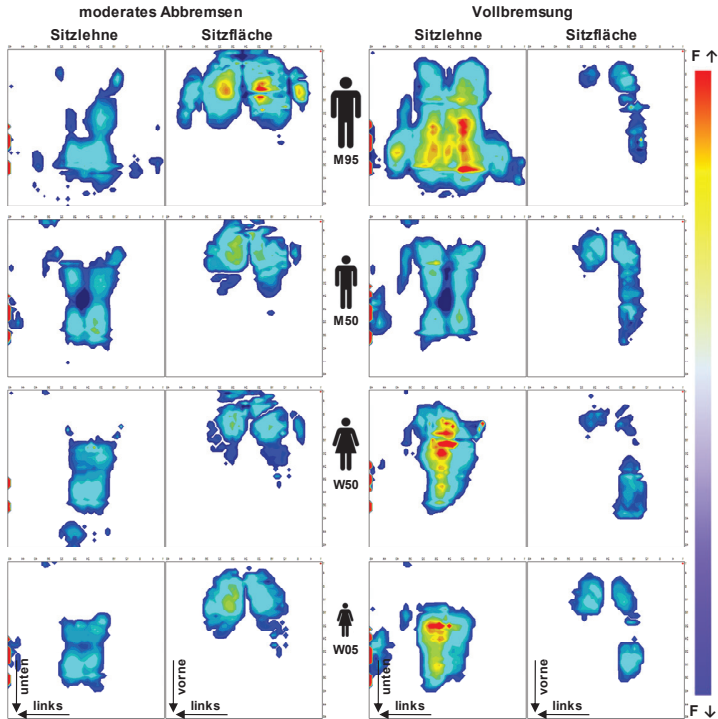 moderates Abbremsen
Vollbremsung
Sitzlehne
Sitzfläche
Sitzlehne
Sitzfläche
F ↑
M95
M50
W50
W05
unten
links
vorne
links
unten
links
vorne
links
F ↓